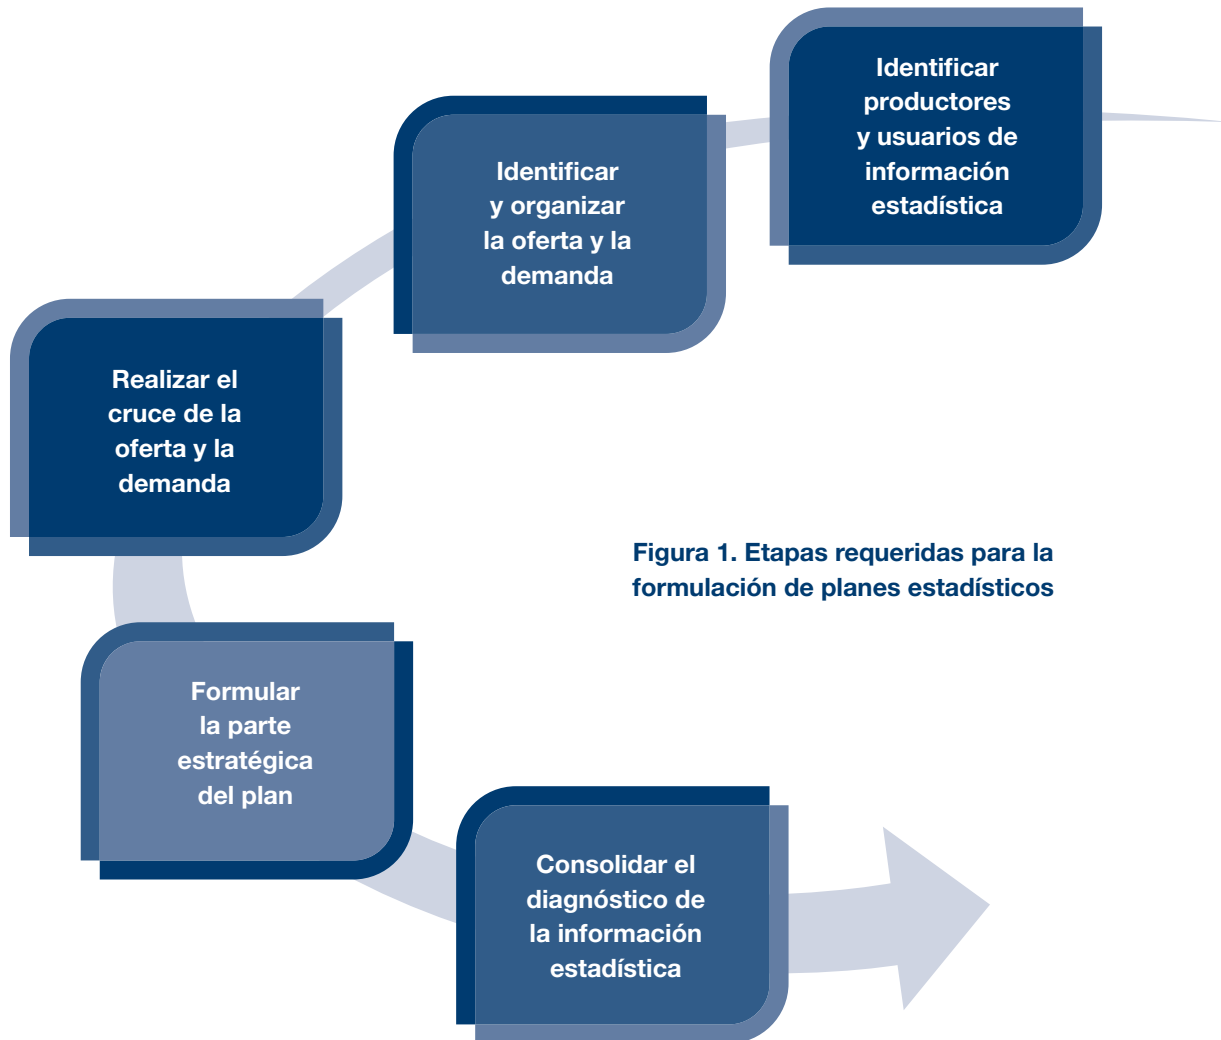 Identificar
productores
y usuarios de
información
estadística
Identificar
y organizar
la oferta y la
demanda
Realizar el
cruce de la
oferta y la
demanda
Figura 1. Etapas requeridas para la
formulación de planes estadísticos
Formular
la parte
estratégica
del plan
Consolidar el
diagnóstico de
la información
estadística